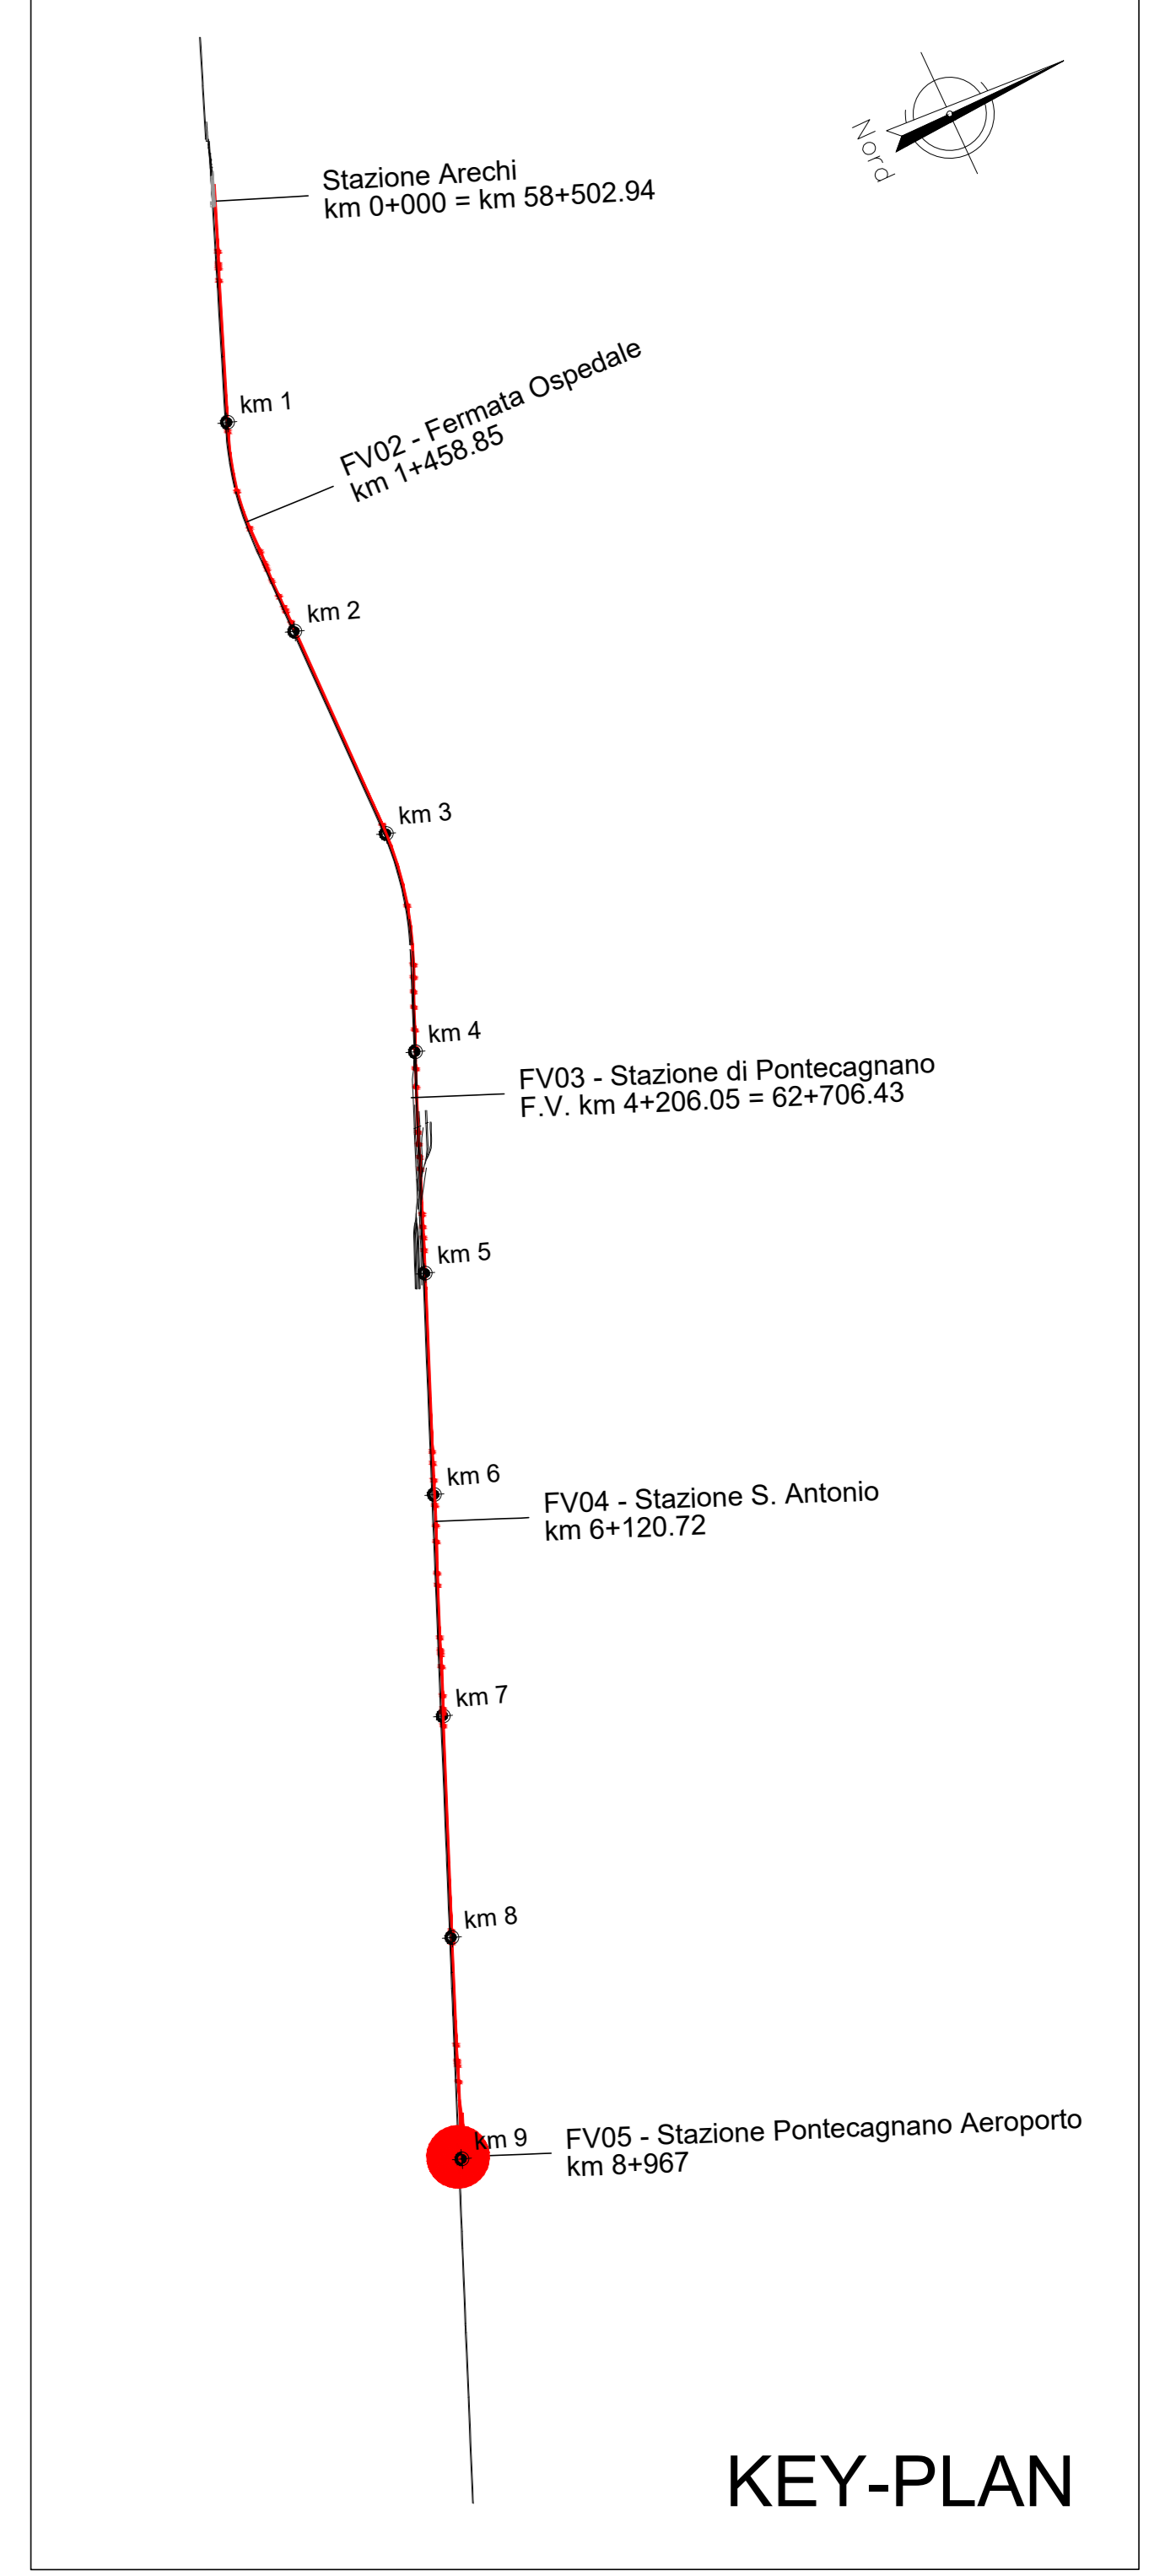 Nord
Stazione Arechi
km 0+000 = km 58+502.94
km 1
FV02 - Fermata Ospedale
km 1+458.85
km 2
km 3
km 4
FV03 - Stazione di Pontecagnano
F.V. km 4+206.05 = 62+706.43
km 5
km 6
FV04 - Stazione S. Antonio
km 6+120.72
km 7
km 8
km 9
FV05 - Stazione Pontecagnano Aeroporto
km 8+967
KEY-PLAN